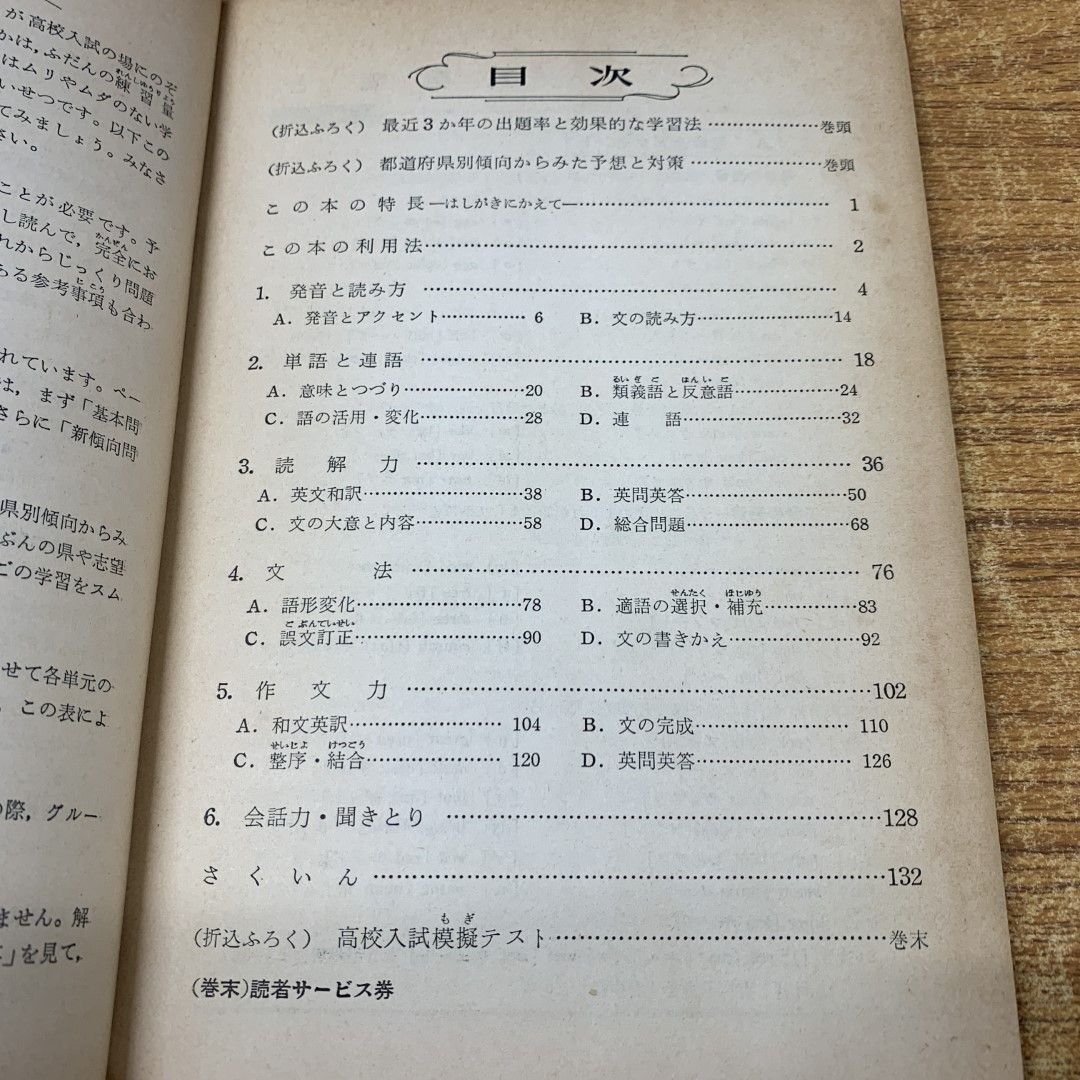 が高校入試の場にのぞ
かは，ふだんの練習量
はムリやムダのない学
いせつです。以下この
てみましょう。みなさ
さい。
ことが必要です。予
し読んで，完全にお
れからじっくり問題
ある参考事項も合わ
れています。ペー
は，まず「基本問
さらに「新傾向問
県別傾向からみ
ぶんの県や志望
ごの学習をスム
せて各単元の
，この表によ
の際，グルー
ません。解
」を見て，
目次
(折込ふろく) 最近3か年の出題率と効果的な学習法 ………………巻頭
(折込ふろく) 都道府県別傾向からみた予想と対策 ………………巻頭
この本の特長―はしがきにかえて―……………………………… 1
この本の利用法…………………………………………………… 2
1. 発音と読み方 ………………………………………………… 4
A. 発音とアクセント…………… 6 B. 文の読み方………………14
2. 単語と連語 ………………………………………………… 18
A. 意味とつづり………………20 B. 類義語と反意語……………24
C. 語の活用・変化……………28 D. 連語………………32
3. 読解力 ………………………………………………… 36
A. 英文和訳…………………38 B. 英問英答…………………50
C. 文の大意と内容……………58 D. 総合問題…………………68
4. 文法 ………………………………………………… 76
A. 語形変化…………………78 B. 適語の選択・補充…………83
C. 誤文訂正…………………90 D. 文の書きかえ………………92
5. 作文力 …………………………………………………102
A. 和文英訳………………… 104 B. 文の完成………………… 110
C. 整序・結合……………… 120 D. 英問英答………………… 126
6. 会話力・聞きとり …………………………………………………128
さくいん…………………………………………………132
(折込ふろく) 高校入試模擬テスト…………………………………巻末
(巻末)読者サービス券